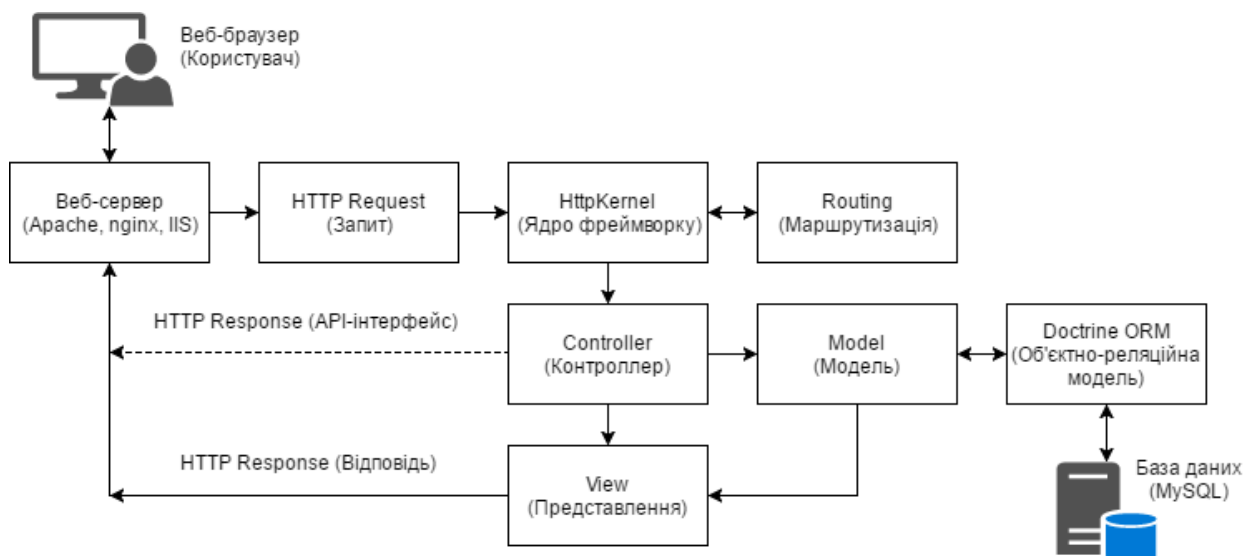 Веб-браузер
(Користувач)
Веб-сервер
(Apache, nginx, IIS)
HTTP Request
(Запит)
HttpKernel
(Ядро фреймворку)
Routing
(Маршрутизація)
HTTP Response (API-інтерфейс)
Controller
(Контроллер)
Model
(Модель)
Doctrine ORM
(Об'єктно-реляційна
модель)
HTTP Response (Відповідь)
View
(Представлення)
База даних
(MySQL)